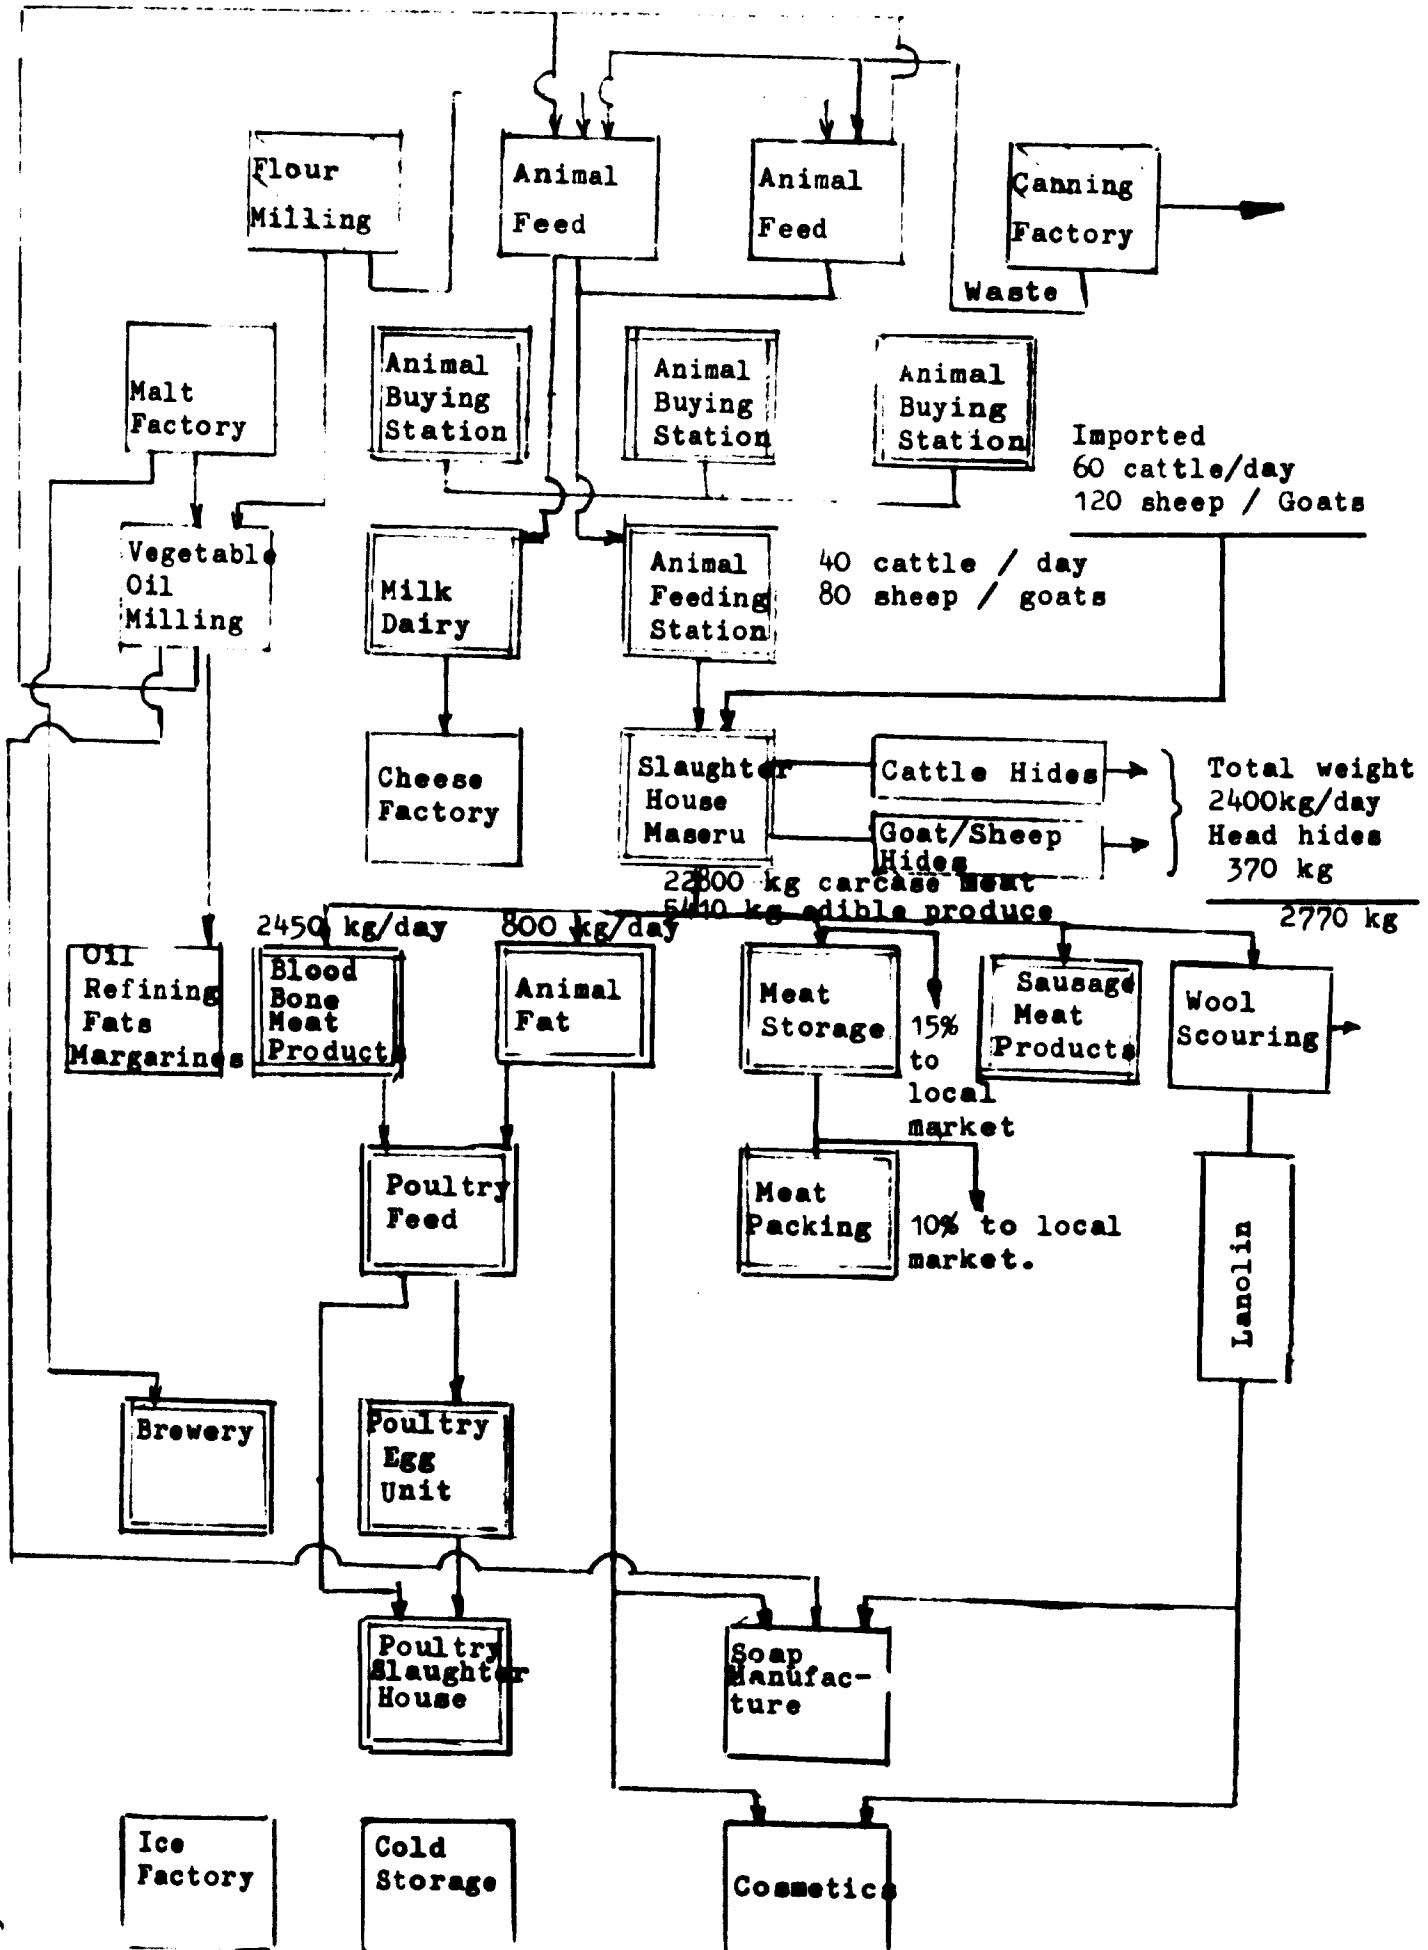 Flour
Milling
Animal
Feed
Animal
Feed
Canning
Factory
Waste
Malt
Factory
Animal
Buying
Station
Animal
Buying
Station
Animal
Buying
Station
Imported
60 cattle/day
120 sheep / Goats
Vegetable
Oil
Milling
Milk
Dairy
Animal
Feeding
Station
40 cattle / day
80 sheep / goats
Cheese
Factory
Slaughter
House
Maseru
Cattle Hides
Goat/Sheep
Hides
Total weight
2400kg/day
Head hides
370 kg
2770 kg
22800 kg carcase meat
kg edible produce
2450 kg/day
800 kg/day
Oil
Refining
Fats
Margarines
Blood
Bone
Meat
Products
Animal
Fat
Meat
Storage
15%
to
local
market
Sausage
Meat
Products
Wool
Scouring
Poultry
Feed
Meat
Packing
10% to local
market.
Lanolin
Brewery
Poultry
Egg
Unit
Poultry
Slaughter
House
Soap
Manufac-
ture
Ice
Factory
Cold
Storage
Cosmetics